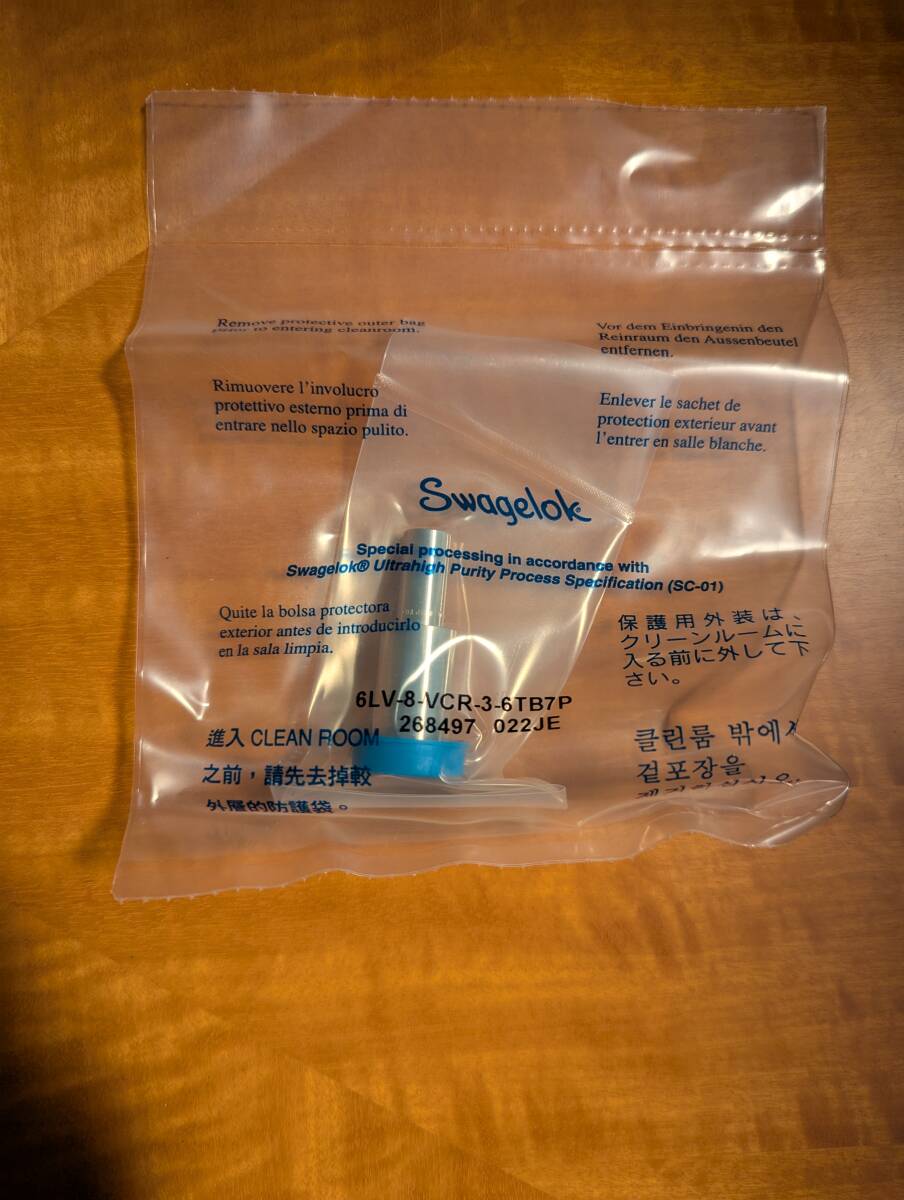 Remove protective outer bag
prior to entering cleanroom.
Vor dem Einbringenin den
Reinraum den Aussenbeutel
entfernen.
Rimuovere l'involucro
protettivo esterno prima di
entrare nello spazio pulito.
Enlever le sachet de
protection exterieur avant
l'entrer en salle blanche.
Swagelok
Special processing in accordance with
Swagelok® Ultrahigh Purity Process Specification (SC-01)
Quite la bolsa protectora
exterior antes de introducirlo
en la sala limpia.
保護用外装は、
クリーンルームに
入る前に外して下
さい。
6LV-8-VCR-3-6TB7P
268497 022JE
進入 CLEAN ROOM
之前，請先去掉較
外層的防護袋。
클린룸 밖에서
겉포장을